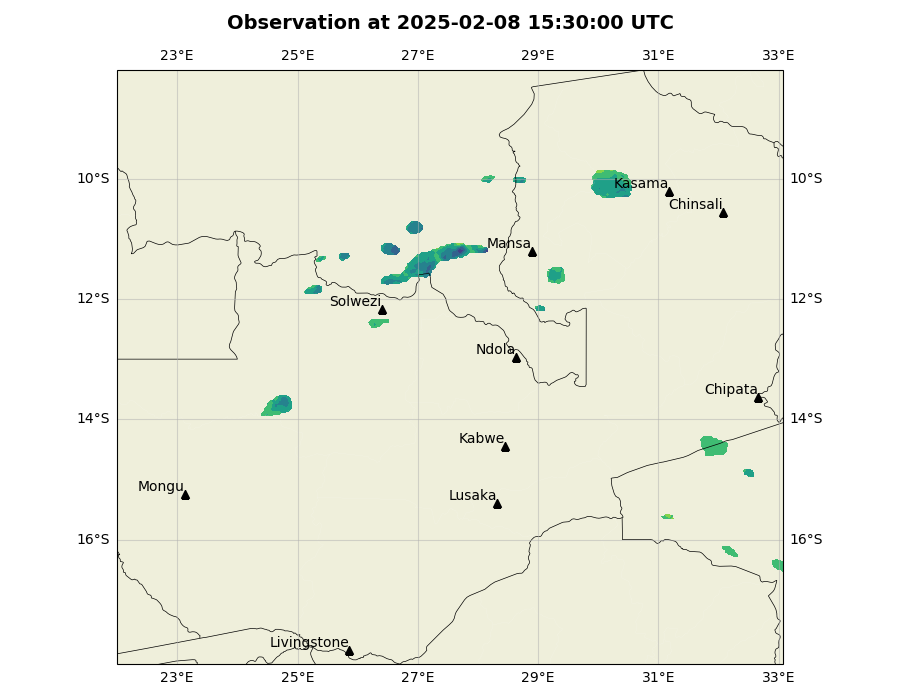 Observation at 2025-02-08 15:30:00 UTC
23°E 25°E 27°E 29°E 31°E 33°E
10°S 10°S
Kasama
Chinsali
Mansa
12°S 12°S
Solwezi
Ndola
Chipata
14°S 14°S
Kabwe
Mongu
Lusaka
16°S 16°S
Livingstone
23°E 25°E 27°E 29°E 31°E 33°E